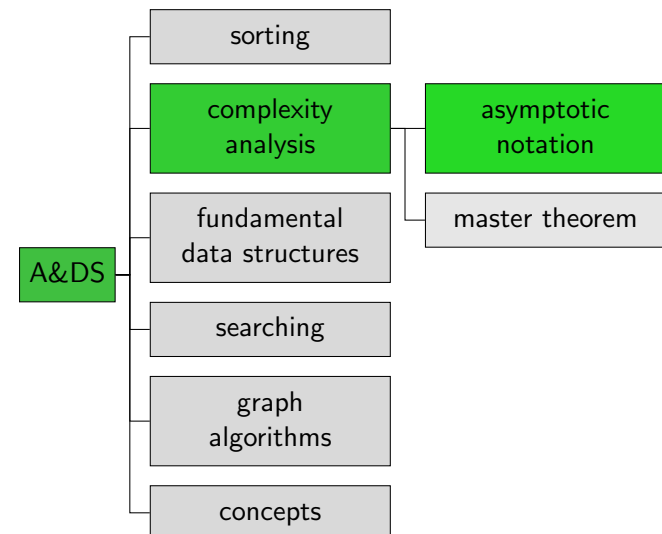 sorting
complexity
analysis
asymptotic
notation
fundamental
data structures
master theorem
A&DS
searching
graph
algorithms
concepts